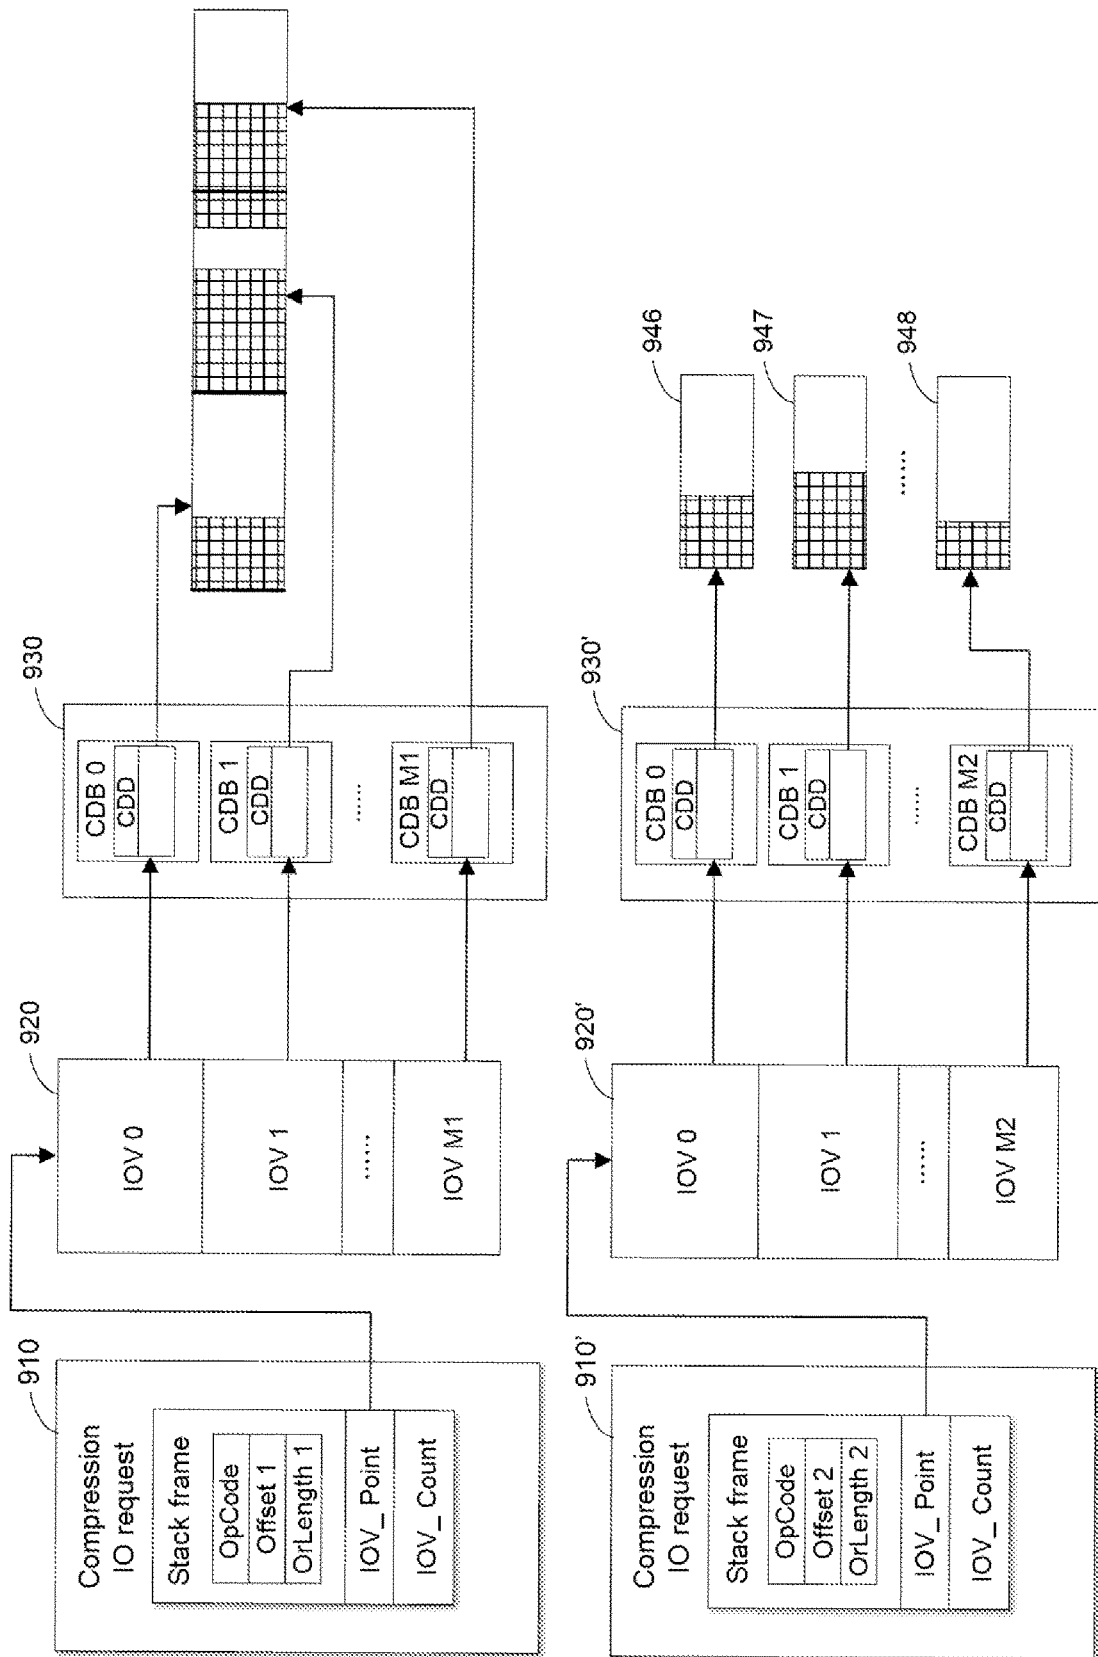 910
Compression
IO request
Stack frame
OpCode
Offset 1
OrLength 1
IOV_Point
IOV_Count
920
IOV 0
IOV 1
......
IOV M1
930
CDB 0
CDD
CDB 1
CDD
......
CDB M1
CDD
910'
Compression
IO request
Stack frame
OpCode
Offset 2
OrLength 2
IOV_Point
IOV_Count
920'
IOV 0
IOV 1
......
IOV M2
930'
CDB 0
CDD
CDB 1
CDD
......
CDB M2
CDD
946
947
......
948